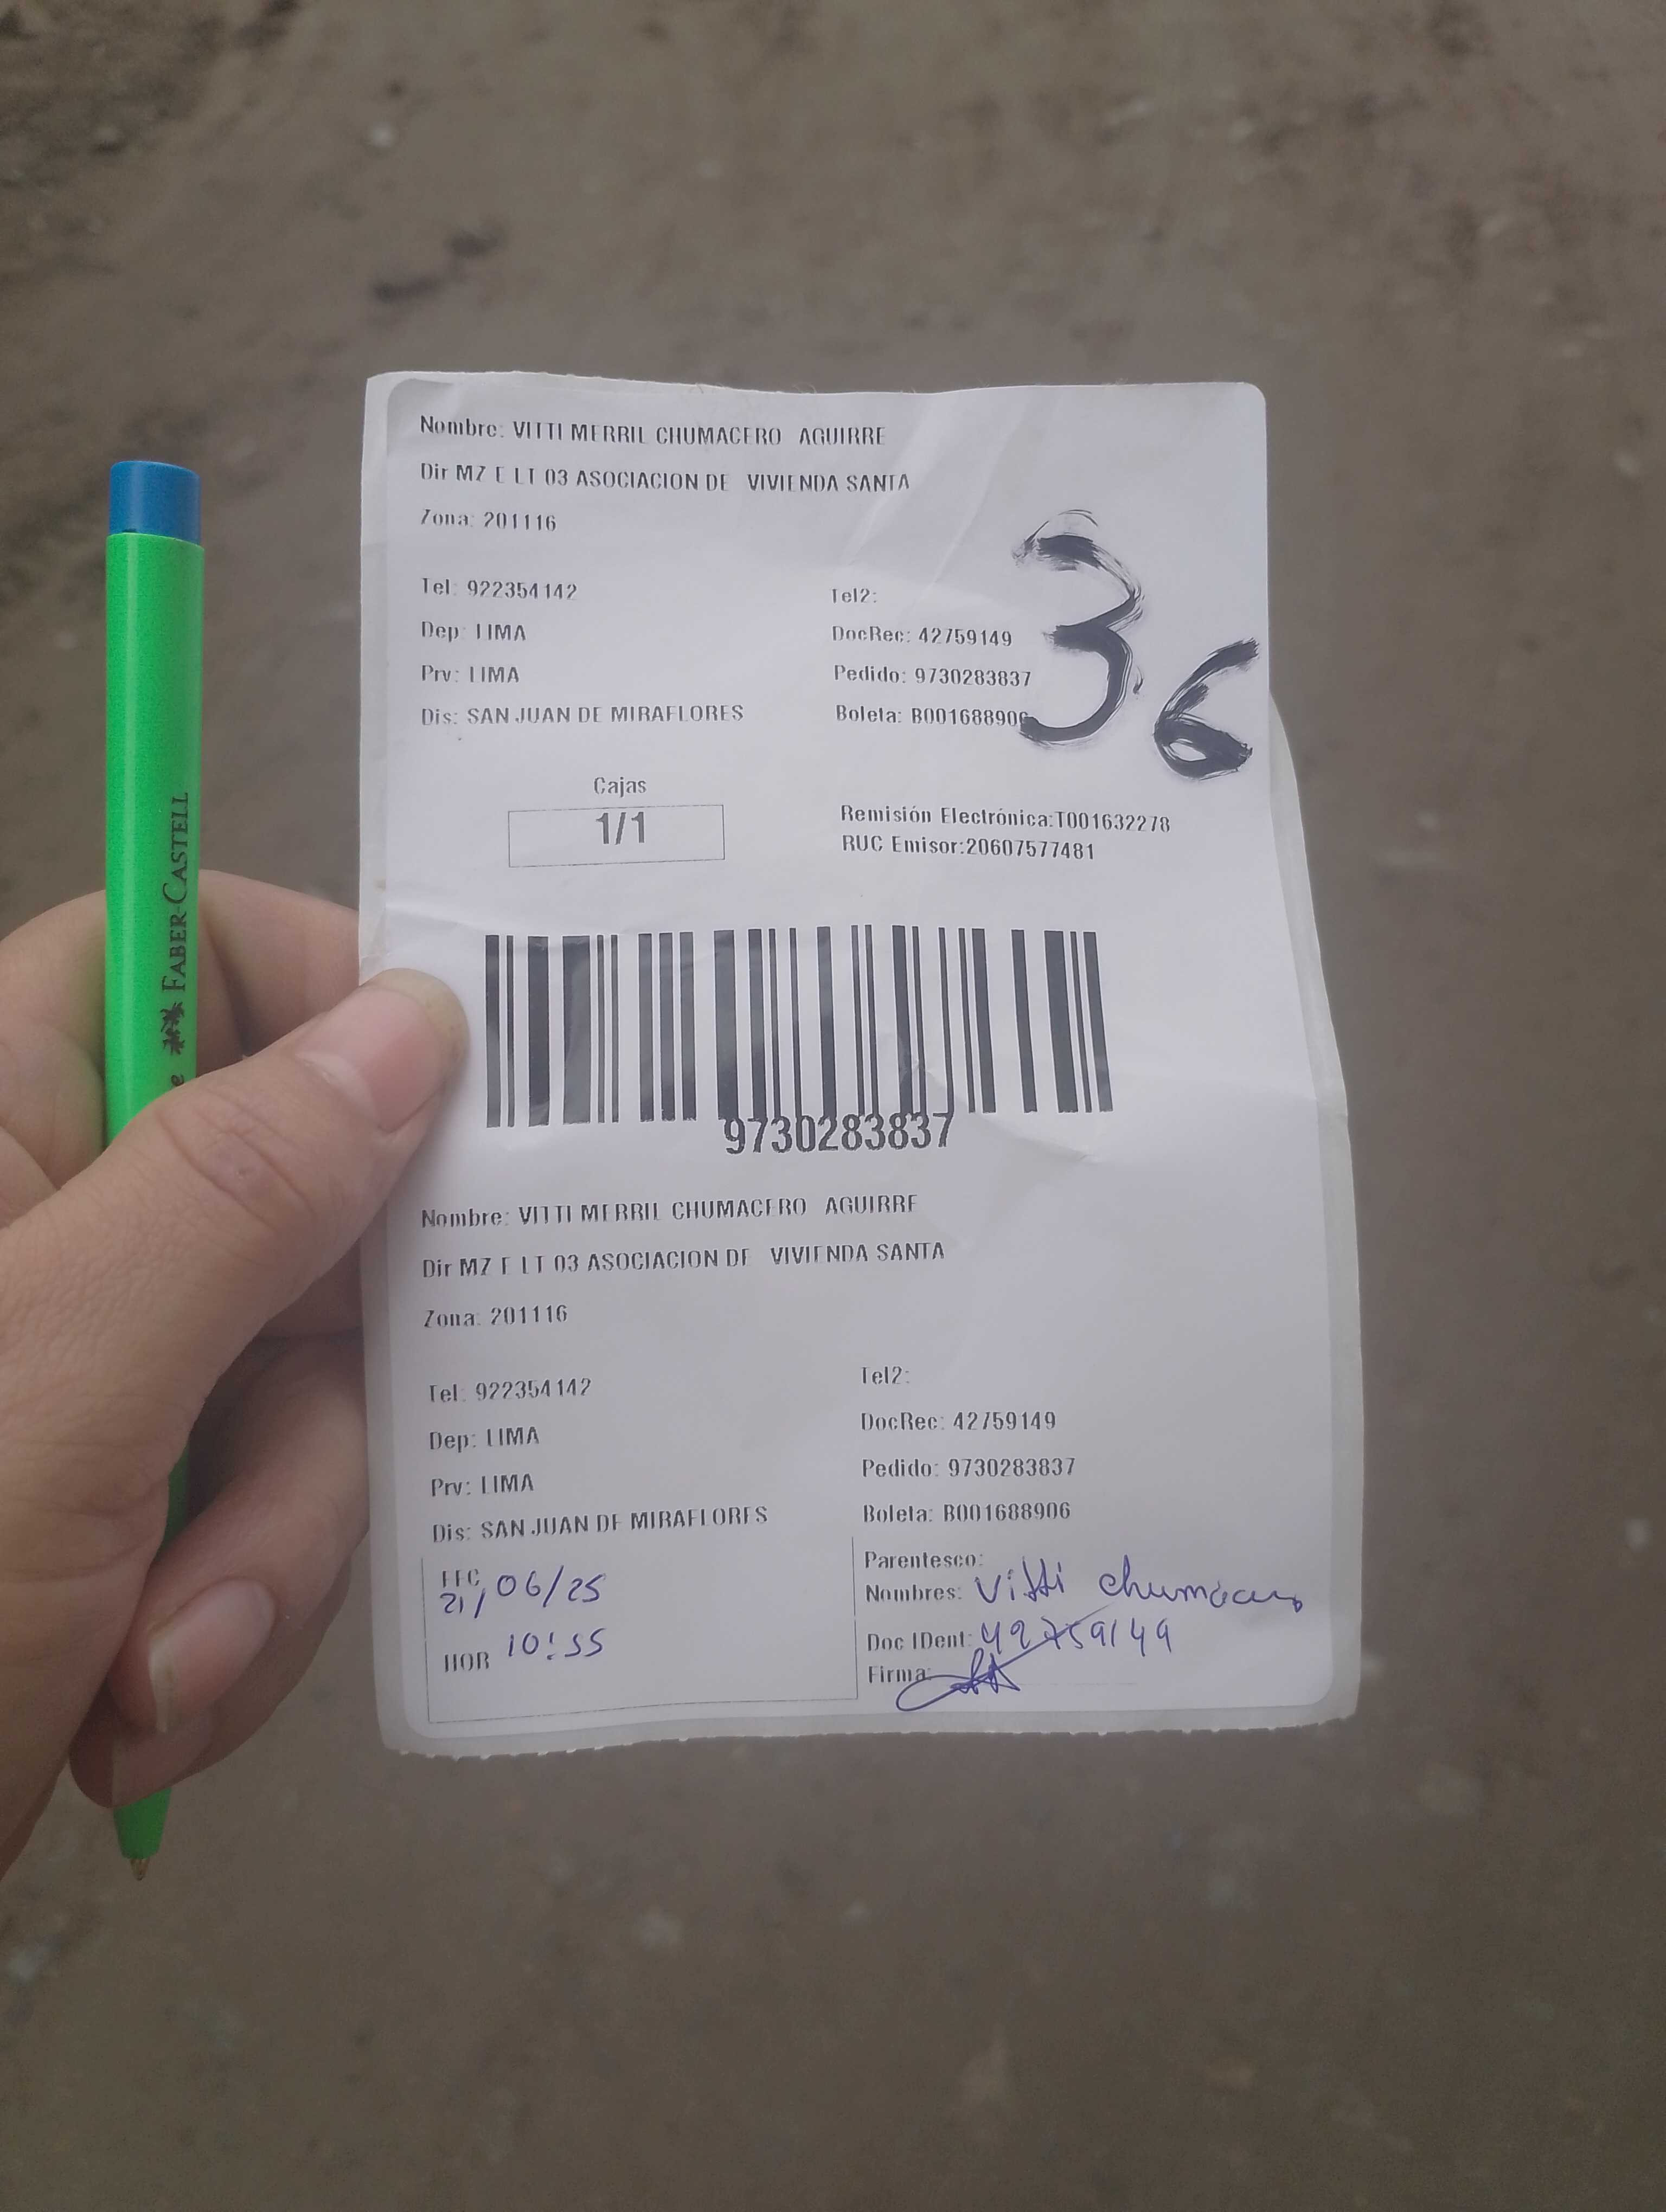 Nombre: VITTI MERRIL CHUMACERO AGUIRRE
Dir MZ E LT 03 ASOCIACION DE VIVIENDA SANTA
Zona: 201116
36
Tel: 922354142 Tel2:
Dep: LIMA DocRec: 42759149
Prv: LIMA Pedido: 9730283837
Dis: SAN JUAN DE MIRAFLORES Boleta: B001688906
Cajas
1/1
Remisión Electrónica:T001632278
RUC Emisor:20607577481
9730283837
Nombre: VITTI MERRIL CHUMACERO AGUIRRE
Dir MZ E LT 03 ASOCIACION DE VIVIENDA SANTA
Zona: 201116
Tel: 922354142 Tel2:
Dep: LIMA DocRec: 42759149
Prv: LIMA Pedido: 9730283837
Dis: SAN JUAN DE MIRAFLORES Boleta: B001688906
FEC 21/06/25
HOR 10:55
Parentesco:
Nombres: Vitti Chumacero
Doc IDent: 42759149
Firma:
FABER-CASTELL